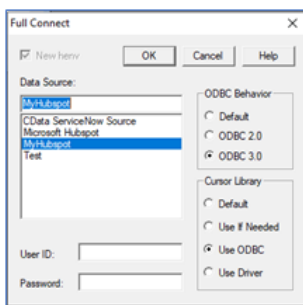 Full Connect
New henv
OK
Cancel
Help
Data Source:
MyHubspot
CData ServiceNow Source
Microsoft Hubspot
MyHubspot
Test
User ID:
Password:
ODBC Behavior
Default
ODBC 2.0
ODBC 3.0
Cursor Library
Default
Use If Needed
Use ODBC
Use Driver